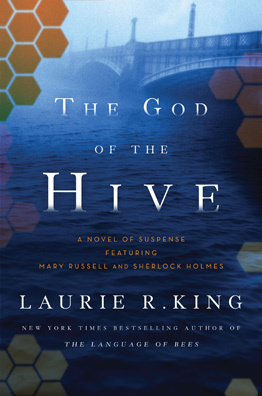 THE GOD
OF THE
HIVE
A NOVEL OF SUSPENSE
FEATURING
MARY RUSSELL AND SHERLOCK HOLMES
LAURIE R. KING
NEW YORK TIMES BESTSELLING AUTHOR OF
THE LANGUAGE OF BEES